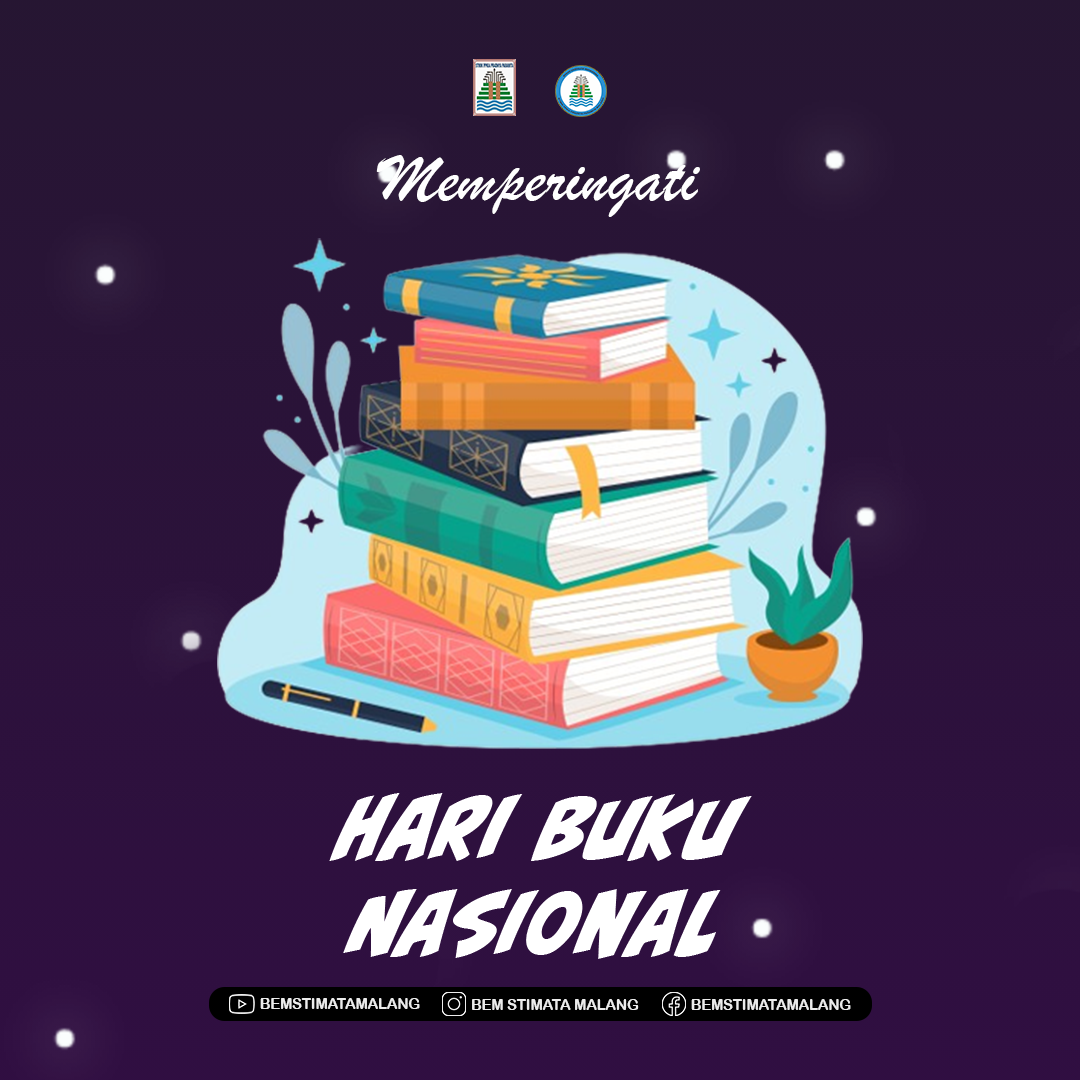 Memperingati
HARI BUKU
NASIONAL
BEMSTIMATAMALANG BEM STIMATA MALANG BEMSTIMATAMALANG